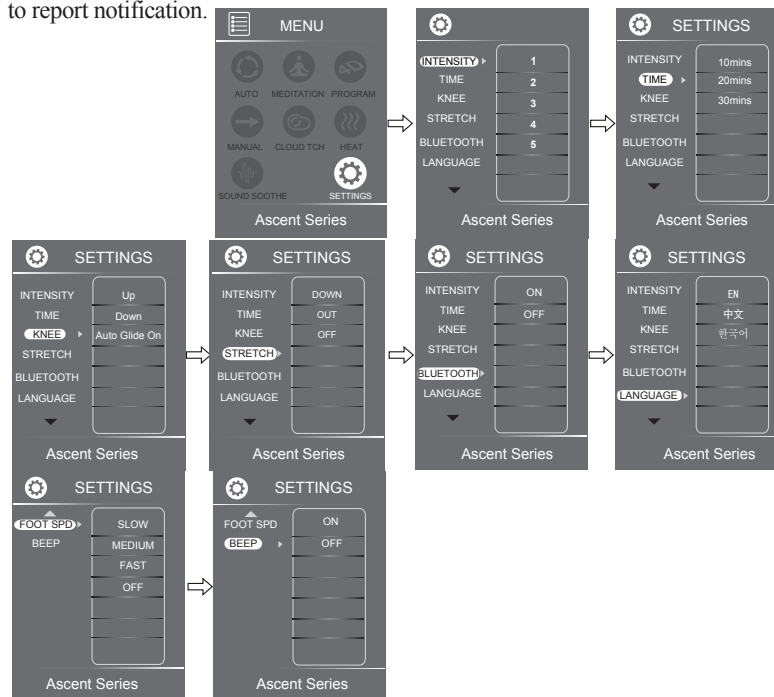 to report notification.
MENU
AUTO MEDITATION PROGRAM
MANUAL CLOUD TCH HEAT
SOUND SOOTHE SETTINGS
Ascent Series
INTENSITY 1
TIME 2
KNEE 3
STRETCH 4
BLUETOOTH 5
LANGUAGE
Ascent Series
SETTINGS
INTENSITY 10mins
TIME 20mins
KNEE 30mins
STRETCH
BLUETOOTH
LANGUAGE
Ascent Series
SETTINGS
INTENSITY Up
TIME Down
KNEE Auto Glide On
STRETCH
BLUETOOTH
LANGUAGE
Ascent Series
SETTINGS
INTENSITY DOWN
TIME OUT
KNEE OFF
STRETCH
BLUETOOTH
LANGUAGE
Ascent Series
SETTINGS
INTENSITY ON
TIME OFF
KNEE
STRETCH
BLUETOOTH
LANGUAGE
Ascent Series
SETTINGS
INTENSITY EN
TIME 中文
KNEE 한국어
STRETCH
BLUETOOTH
LANGUAGE
Ascent Series
SETTINGS
FOOT SPD SLOW
BEEP MEDIUM
FAST
OFF
Ascent Series
SETTINGS
FOOT SPD ON
BEEP OFF
Ascent Series